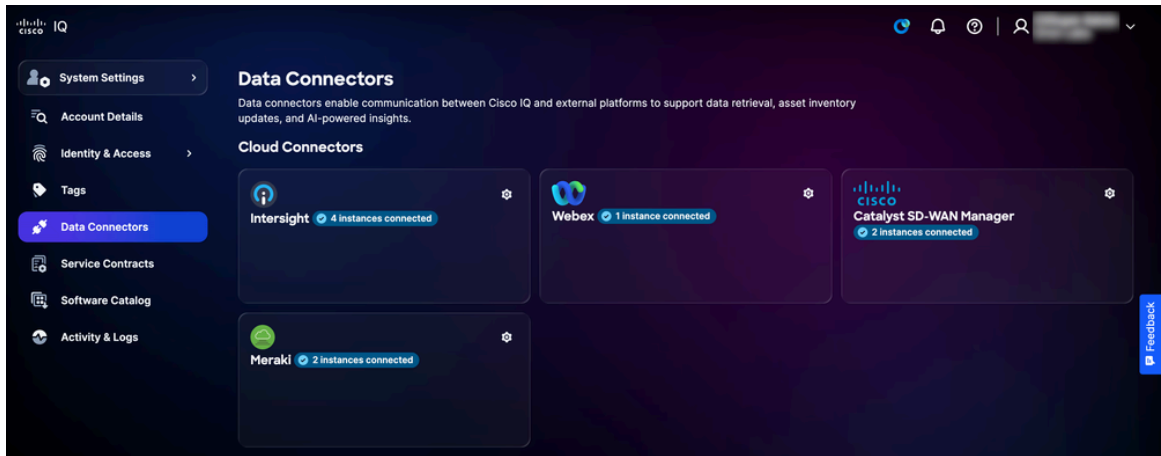 CISCO IQ
System Settings
Account Details
Identity & Access
Tags
Data Connectors
Service Contracts
Software Catalog
Activity & Logs
Data Connectors
Data connectors enable communication between Cisco IQ and external platforms to support data retrieval, asset inventory
updates, and AI-powered insights.
Cloud Connectors
Intersight 4 instances connected
Webex 1 instance connected
CISCO
Catalyst SD-WAN Manager
2 instances connected
Meraki 2 instances connected
Feedback